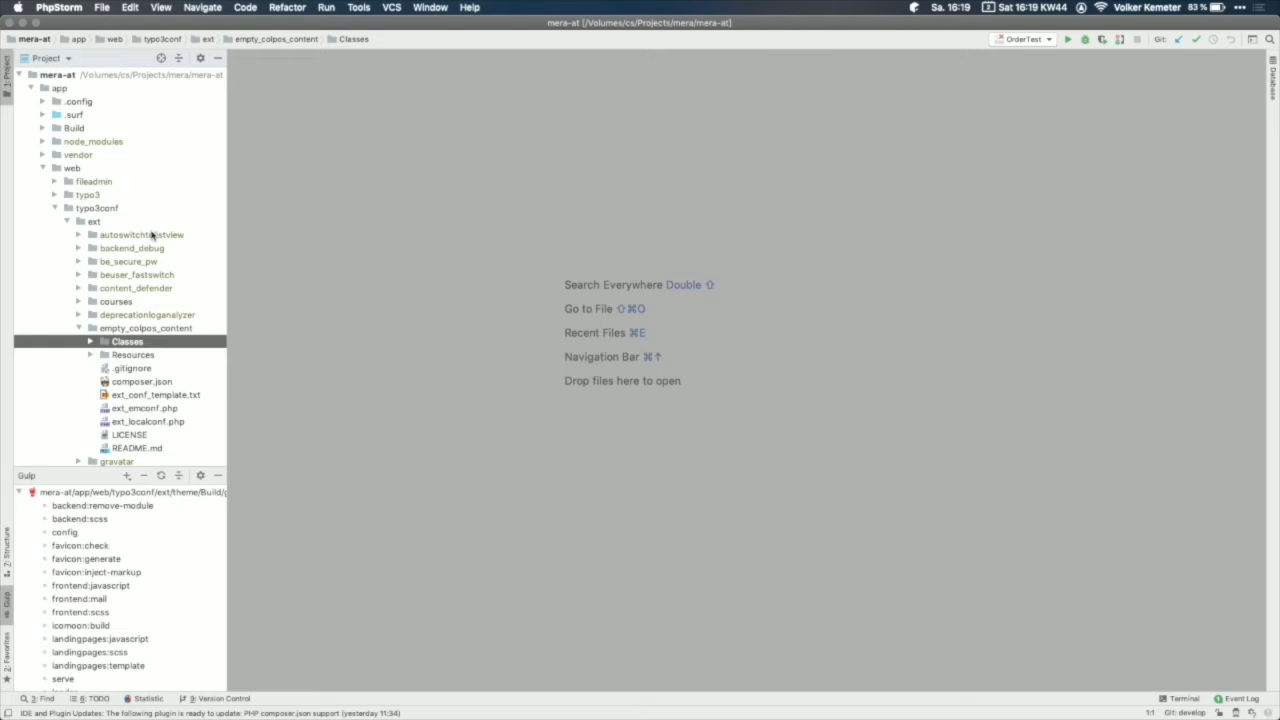 PhpStorm File Edit View Navigate Code Refactor Run Tools VCS Window Help Sa. 16:19 Sat 16:19 KW44 Volker Kemeter 83 %
mera-at [/Volumes/cs/Projects/mera/mera-at]
mera-at app web typo3conf ext empty_colpos_content Classes OrderTest Git:
Project
1: Project
mera-at /Volumes/cs/Projects/mera/mera-at
app
.config
.surf
Build
node_modules
vendor
web
fileadmin
typo3
typo3conf
ext
backend_debug
be_secure_pw
beuser_fastswitch
content_defender
courses
deprecationloganalyzer
empty_colpos_content
Classes
Resources
.gitignore
composer.json
ext_conf_template.txt
ext_emconf.php
ext_localconf.php
LICENSE
README.md
gravatar
Database
Search Everywhere Double ⇧
Go to File ⇧⌘O
Recent Files ⌘E
Navigation Bar ⌘↑
Drop files here to open
Gulp
mera-at/app/web/typo3conf/ext/theme/Build/
backend:remove-module
backend:scss
config
favicon:check
favicon:generate
favicon:inject-markup
frontend:javascript
frontend:mail
frontend:scss
icomoon:build
landingpages:javascript
landingpages:scss
landingpages:template
serve
7: Structure
Gulp
2: Favorites
3: Find 6: TODO Statistic 9: Version Control Terminal Event Log
IDE and Plugin Updates: The following plugin is ready to update: PHP composer.json support (yesterday 11:34) 1:1 Git: develop